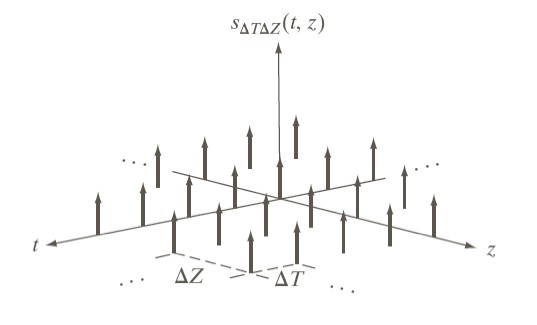 s_{ΔTΔZ}(t, z)
. . .
. . .
t
z
ΔZ
ΔT
. . .
. . .